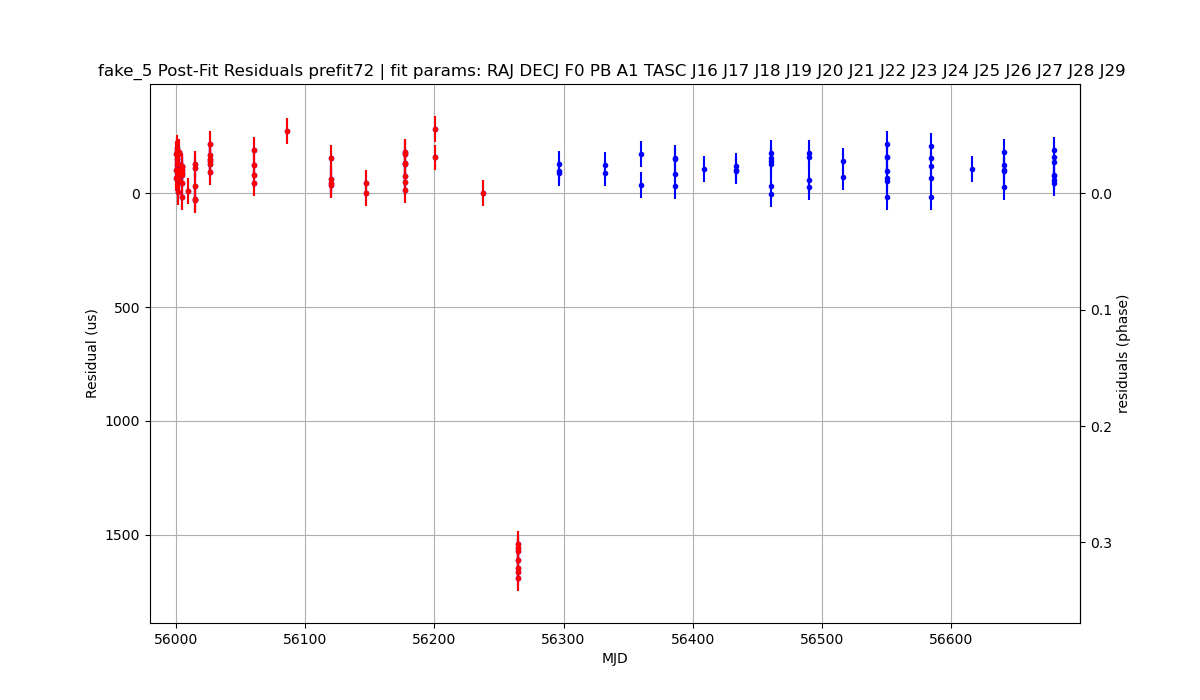 fake_5 Post-Fit Residuals prefit72 | fit params: RAJ DECJ F0 PB A1 TASC J16 J17 J18 J19 J20 J21 J22 J23 J24 J25 J26 J27 J28 J29
0
500
1000
1500
Residual (us)
0.0
0.1
0.2
0.3
residuals (phase)
56000 56100 56200 56300 56400 56500 56600
MJD